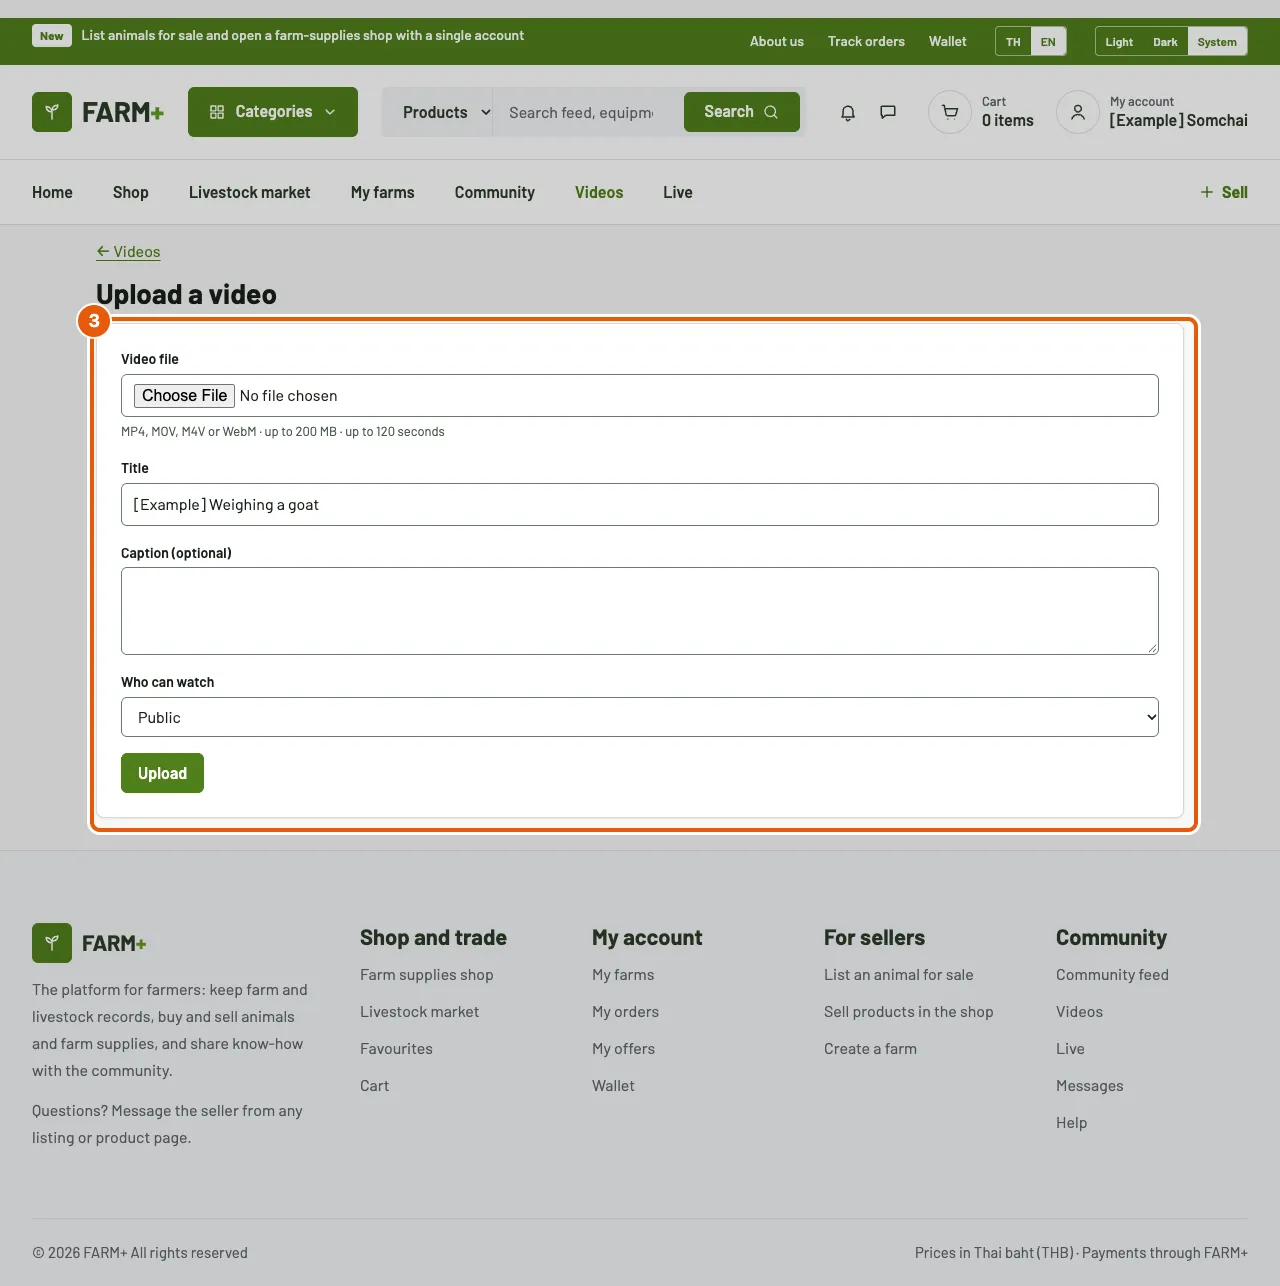 New List animals for sale and open a farm-supplies shop with a single account
About us Track orders Wallet TH EN Light Dark System
FARM+ Categories Products Search feed, equipm Search Cart
0 items My account
[Example] Somchai
Home Shop Livestock market My farms Community Videos Live + Sell
← Videos
Upload a video
3
Video file
Choose File No file chosen
MP4, MOV, M4V or WebM · up to 200 MB · up to 120 seconds
Title
[Example] Weighing a goat
Caption (optional)
Who can watch
Public
Upload
FARM+
The platform for farmers: keep farm and
livestock records, buy and sell animals
and farm supplies, and share know-how
with the community.
Questions? Message the seller from any
listing or product page.
Shop and trade
Farm supplies shop
Livestock market
Favourites
Cart
My account
My farms
My orders
My offers
Wallet
For sellers
List an animal for sale
Sell products in the shop
Create a farm
Community
Community feed
Videos
Live
Messages
Help
© 2026 FARM+ All rights reserved
Prices in Thai baht (THB) · Payments through FARM+